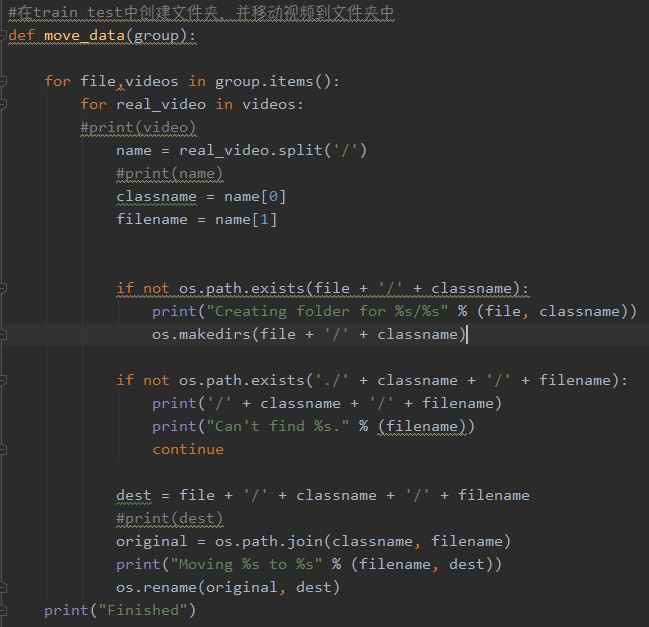 #在train test中创建文件夹，并移动视频到文件夹中
def move_data(group):
for file,videos in group.items():
for real_video in videos:
#print(video)
name = real_video.split('/')
#print(name)
classname = name[0]
filename = name[1]
if not os.path.exists(file + '/' + classname):
print("Creating folder for %s/%s" % (file, classname))
os.makedirs(file + '/' + classname)
if not os.path.exists('./' + classname + '/' + filename):
print('/' + classname + '/' + filename)
print("Can't find %s." % (filename))
continue
dest = file + '/' + classname + '/' + filename
#print(dest)
original = os.path.join(classname, filename)
print("Moving %s to %s" % (filename, dest))
os.rename(original, dest)
print("Finished")